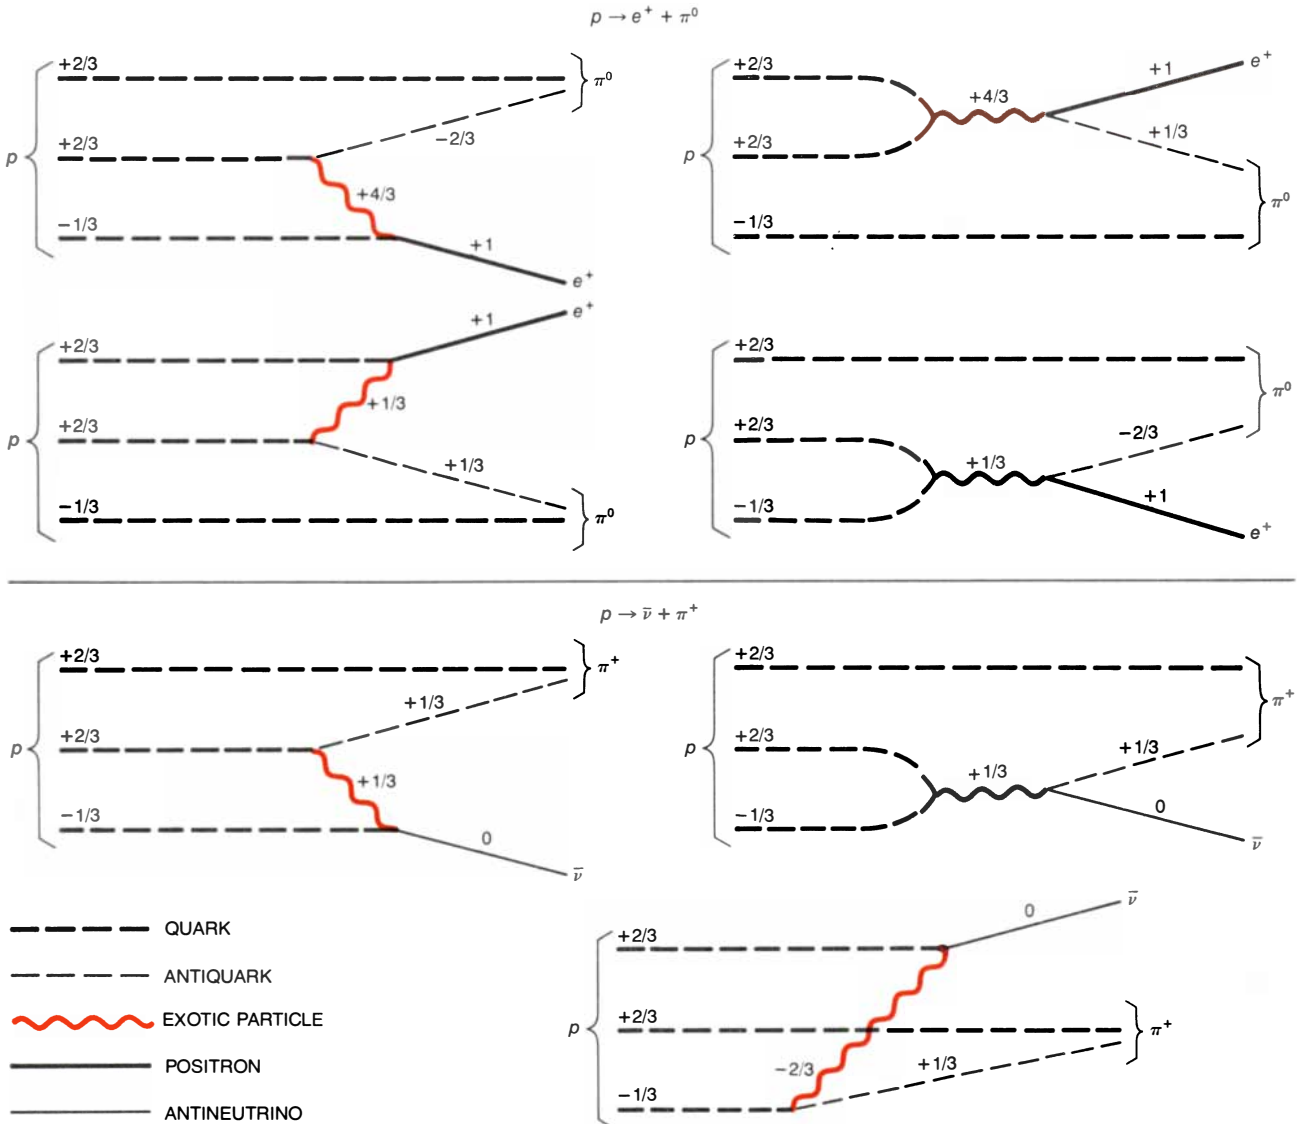 p → e⁺ + π⁰
+2/3
π⁰
+2/3
−2/3
p
+4/3
−1/3
+1
e⁺
+2/3
+1
e⁺
+4/3
+2/3
+1/3
p
−1/3
π⁰
+1
e⁺
+2/3
+1/3
+2/3
p
+1/3
−1/3
π⁰
+2/3
π⁰
+2/3
−2/3
p
+1/3
−1/3
+1
e⁺
p → ν̄ + π⁺
+2/3
π⁺
+1/3
+2/3
p
+1/3
−1/3
0
ν̄
+2/3
π⁺
+2/3
+1/3
p
+1/3
−1/3
0
ν̄
QUARK
ANTIQUARK
EXOTIC PARTICLE
POSITRON
ANTINEUTRINO
0
ν̄
+2/3
+2/3
p
π⁺
−2/3
+1/3
−1/3